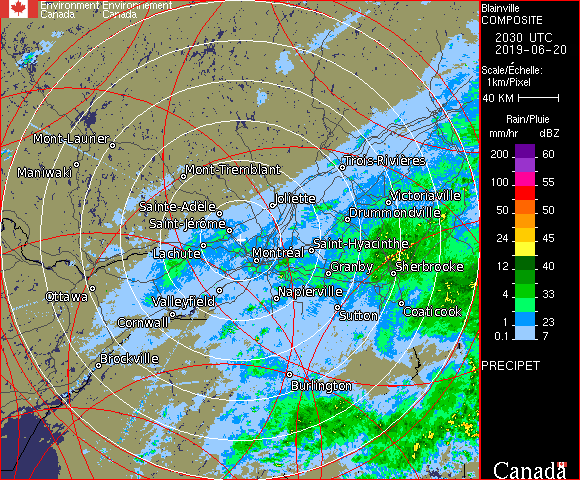 Environment Environnement
Canada Canada
Blainville
COMPOSITE
2030 UTC
2019-06-20
Scale/Échelle:
1km/Pixel
40 KM
Rain/Pluie
mm/hr dBZ
200 60
100 55
50 50
24 45
12 40
4 33
1 23
0.1 7
PRECIPET
Mont-Laurier
Maniwaki
Mont-Tremblant
Trois-Rivières
Joliette
Victoriaville
Sainte-Adele
Drummondville
Saint-Jérome
Lachute
Montréal
Saint-Hyacinthe
Granby
Sherbrooke
Ottawa
Valleyfield
Napierville
Cornwall
Sutton
Coaticook
Brockville
Burlington
Canada